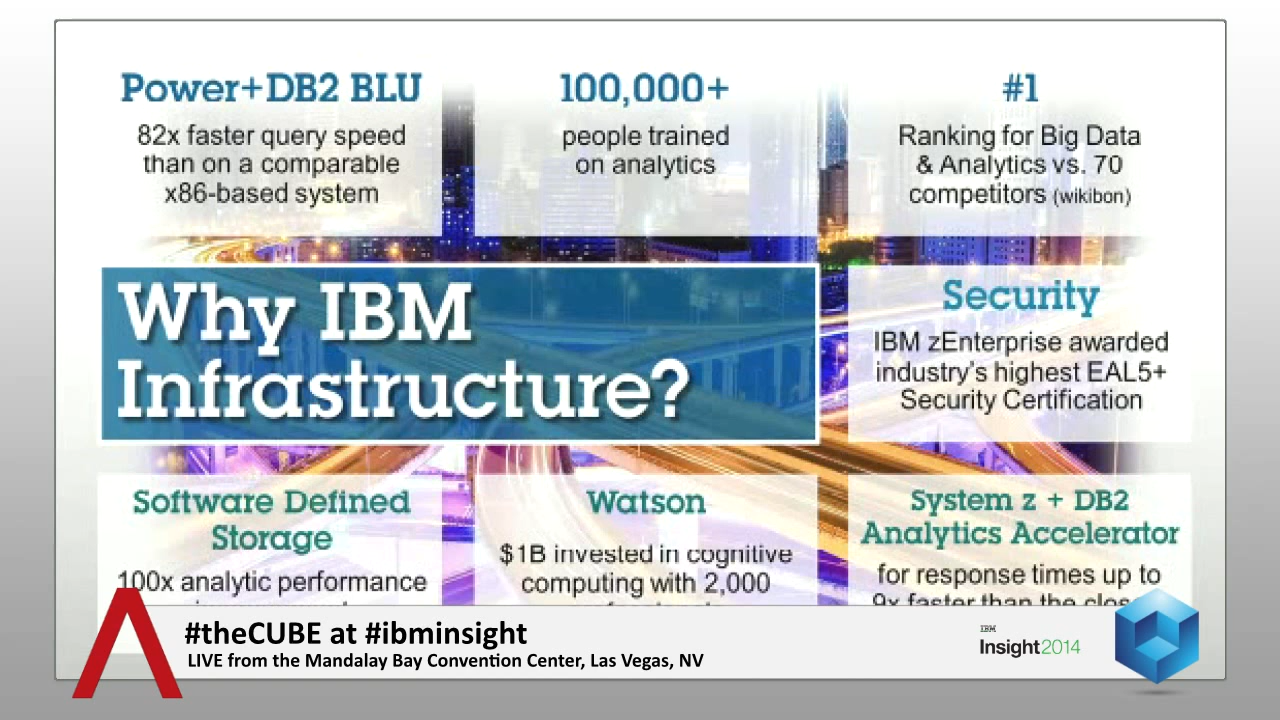 Power+DB2 BLU
82x faster query speed
than on a comparable
x86-based system
100,000+
people trained
on analytics
#1
Ranking for Big Data
& Analytics vs. 70
competitors (wikibon)
Why IBM
Infrastructure?
Security
IBM zEnterprise awarded
industry's highest EAL5+
Security Certification
Software Defined
Storage
100x analytic performance
Watson
$1B invested in cognitive
computing with 2,000
System z + DB2
Analytics Accelerator
for response times up to
9x faster than the
#theCUBE at #ibminsight
LIVE from the Mandalay Bay Convention Center, Las Vegas, NV
IBM
Insight2014